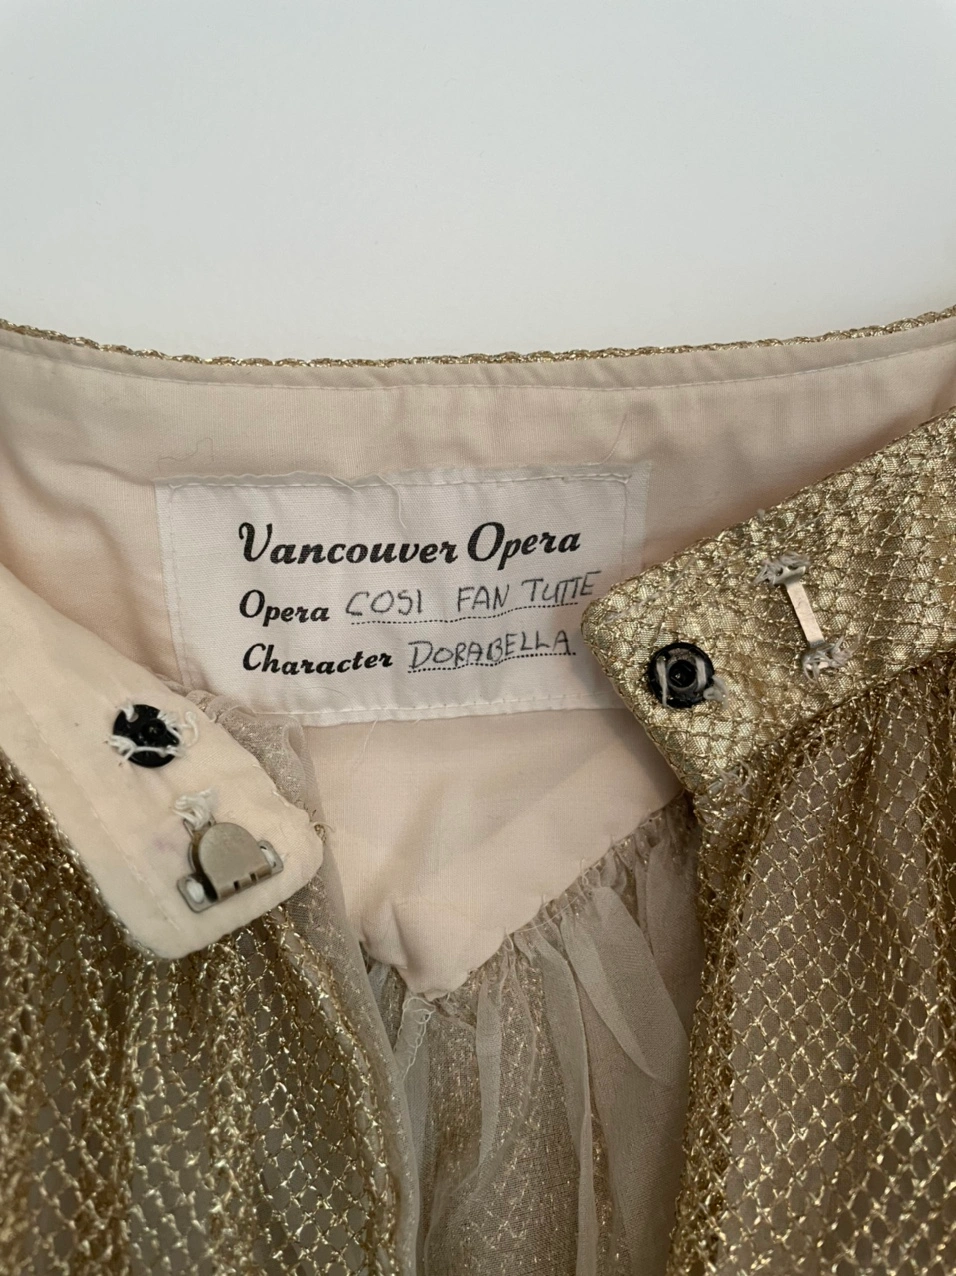 Vancouver Opera
Opera COSI FAN TUTTE
Character DORABELLA